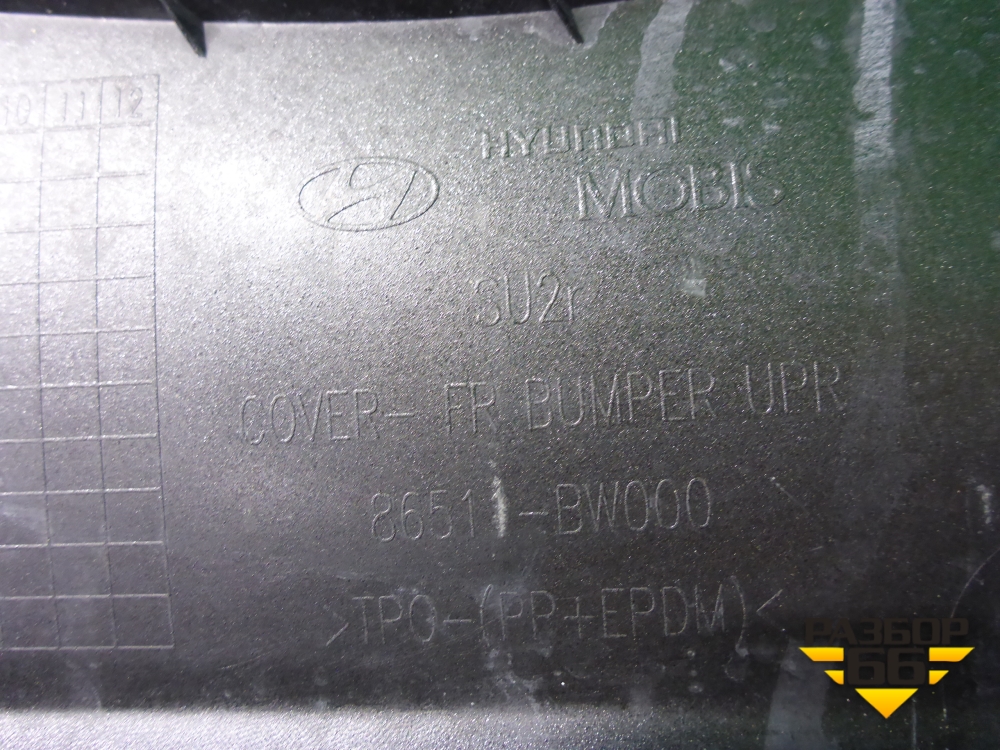 10 11 12
HYUNDAI
MOBIS
SU2r
COVER- FR BUMPER UPR
86511-BW000
>TPO-(PP+EPDM)<
РАЗБОР
66